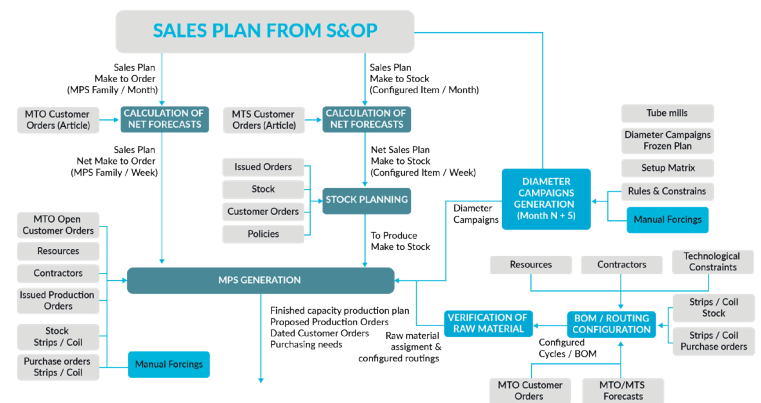 SALES PLAN FROM S&OP
Sales Plan
Make to Order
(MPS Family / Month)
Sales Plan
Make to Stock
(Configured Item / Month)
MTO Customer
Orders (Article)
CALCULATION OF
NET FORECASTS
MTS Customer
Orders (Article)
CALCULATION OF
NET FORECASTS
Tube mills
Diameter Campaigns
Frozen Plan
Setup Matrix
Rules & Constrains
Manual Forcings
Sales Plan
Net Make to Order
(MPS Family / Week)
Net Sales Plan
Make to Stock
(Configured Item / Week)
Issued Orders
Stock
Customer Orders
Policies
STOCK PLANNING
DIAMETER
CAMPAIGNS
GENERATION
(Month N + 5)
Diameter
Campaigns
To Produce
Make to Stock
MTO Open
Customer Orders
Resources
Contractors
Issued Production
Orders
Stock
Strips / Coil
Purchase orders
Strips / Coil
Manual Forcings
MPS GENERATION
Finished capacity production plan
Proposed Production Orders
Dated Customer Orders
Purchasing needs
Raw material
assigment &
configured routings
VERIFICATION OF
RAW MATERIAL
Configured
Cycles / BOM
BOM / ROUTING
CONFIGURATION
Resources
Contractors
Technological
Constraints
Strips / Coil
Stock
Strips / Coil
Purchase orders
MTO Customer
Orders
MTO/MTS
Forecasts